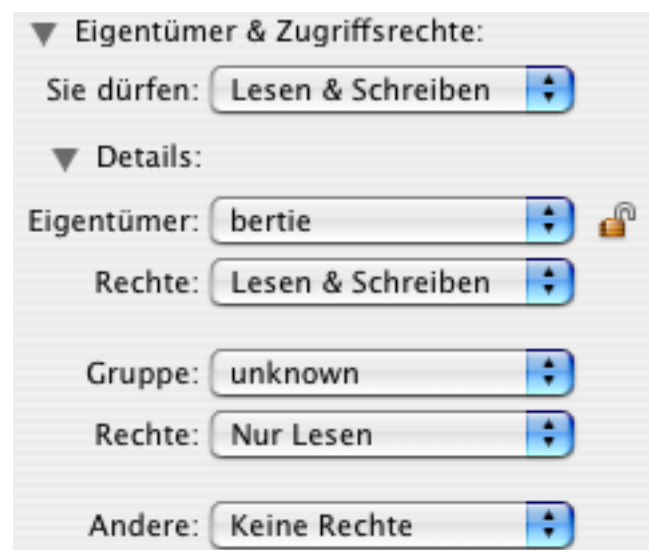 Eigentümer & Zugriffsrechte:
Sie dürfen: Lesen & Schreiben
Details:
Eigentümer: bertie
Rechte: Lesen & Schreiben
Gruppe: unknown
Rechte: Nur Lesen
Andere: Keine Rechte